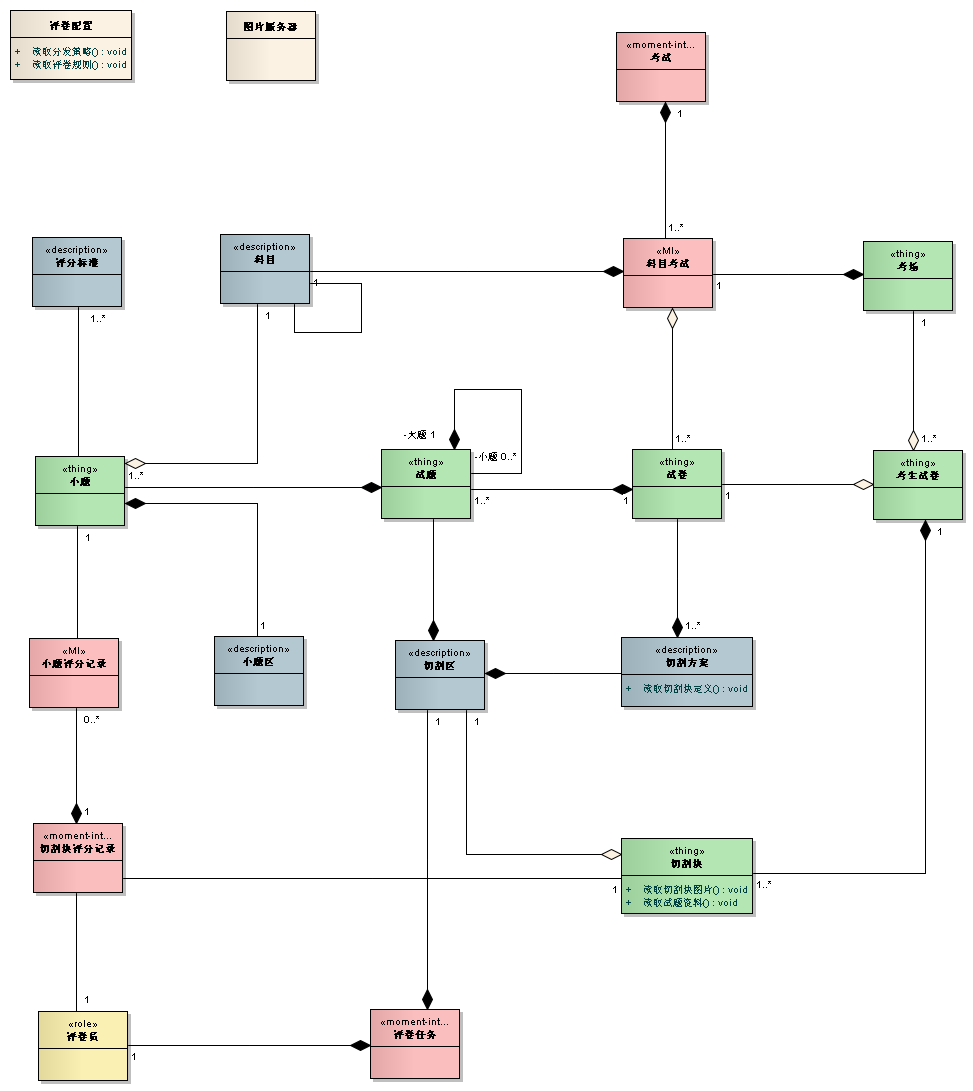 评卷配置
+ 读取分发策略() : void
+ 读取评卷规则() : void
图片服务器
«moment-int...
考试
1
1..*
«description»
评分标准
1..*
«description»
科目
1
1
«MI»
科目考试
1
«thing»
考场
1
-大题 1
-小题 0..*
1..*
1..*
«thing»
小题
1..*
1
«thing»
试题
1..*
«thing»
试卷
1
1
«thing»
考生试卷
1
«MI»
小题评分记录
0..*
1
«description»
小题区
«description»
切割区
1
1
1..*
«description»
切割方案
+ 读取切割块定义() : void
1
«moment-int...
切割块评分记录
1
«thing»
切割块
+ 读取切割块图片() : void
+ 读取试题资料() : void
1..*
1
«role»
评卷员
1
«moment-int...
评卷任务